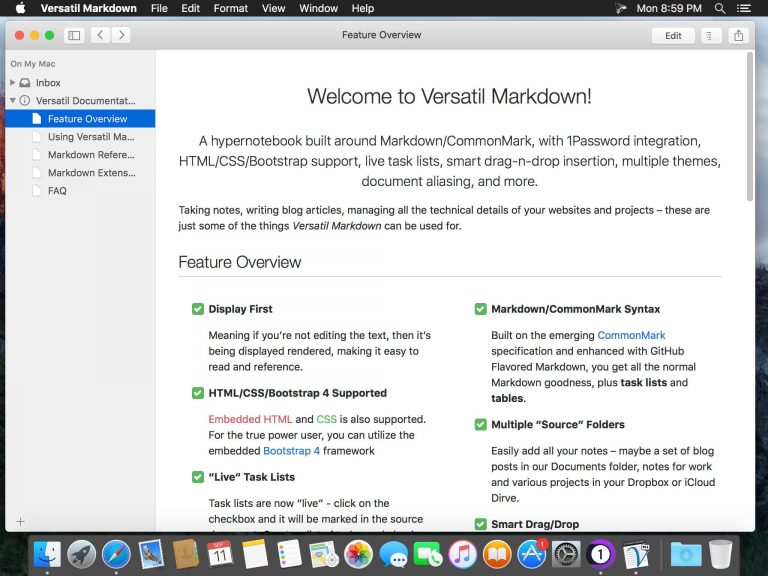 Versatil Markdown File Edit Format View Window Help Mon 8:59 PM
Feature Overview
Edit
On My Mac
Inbox
Versatil Documentat...
Feature Overview
Using Versatil Ma...
Markdown Refere...
Markdown Extens...
FAQ
Welcome to Versatil Markdown!
A hypernotebook built around Markdown/CommonMark, with 1Password integration,
HTML/CSS/Bootstrap support, live task lists, smart drag-n-drop insertion, multiple themes,
document aliasing, and more.
Taking notes, writing blog articles, managing all the technical details of your websites and projects – these are
just some of the things Versatil Markdown can be used for.
Feature Overview
Display First
Meaning if you’re not editing the text, then it’s
being displayed rendered, making it easy to
read and reference.
HTML/CSS/Bootstrap 4 Supported
Embedded HTML and CSS is also supported.
For the true power user, you can utilize the
embedded Bootstrap 4 framework
“Live” Task Lists
Task lists are now “live” - click on the
checkbox and it will be marked in the source
Markdown/CommonMark Syntax
Built on the emerging CommonMark
specification and enhanced with GitHub
Flavored Markdown, you get all the normal
Markdown goodness, plus task lists and
tables.
Multiple “Source” Folders
Easily add all your notes – maybe a set of blog
posts in our Documents folder, notes for work
and various projects in your Dropbox or iCloud
Dirve.
Smart Drag/Drop
SEP
11
1
1